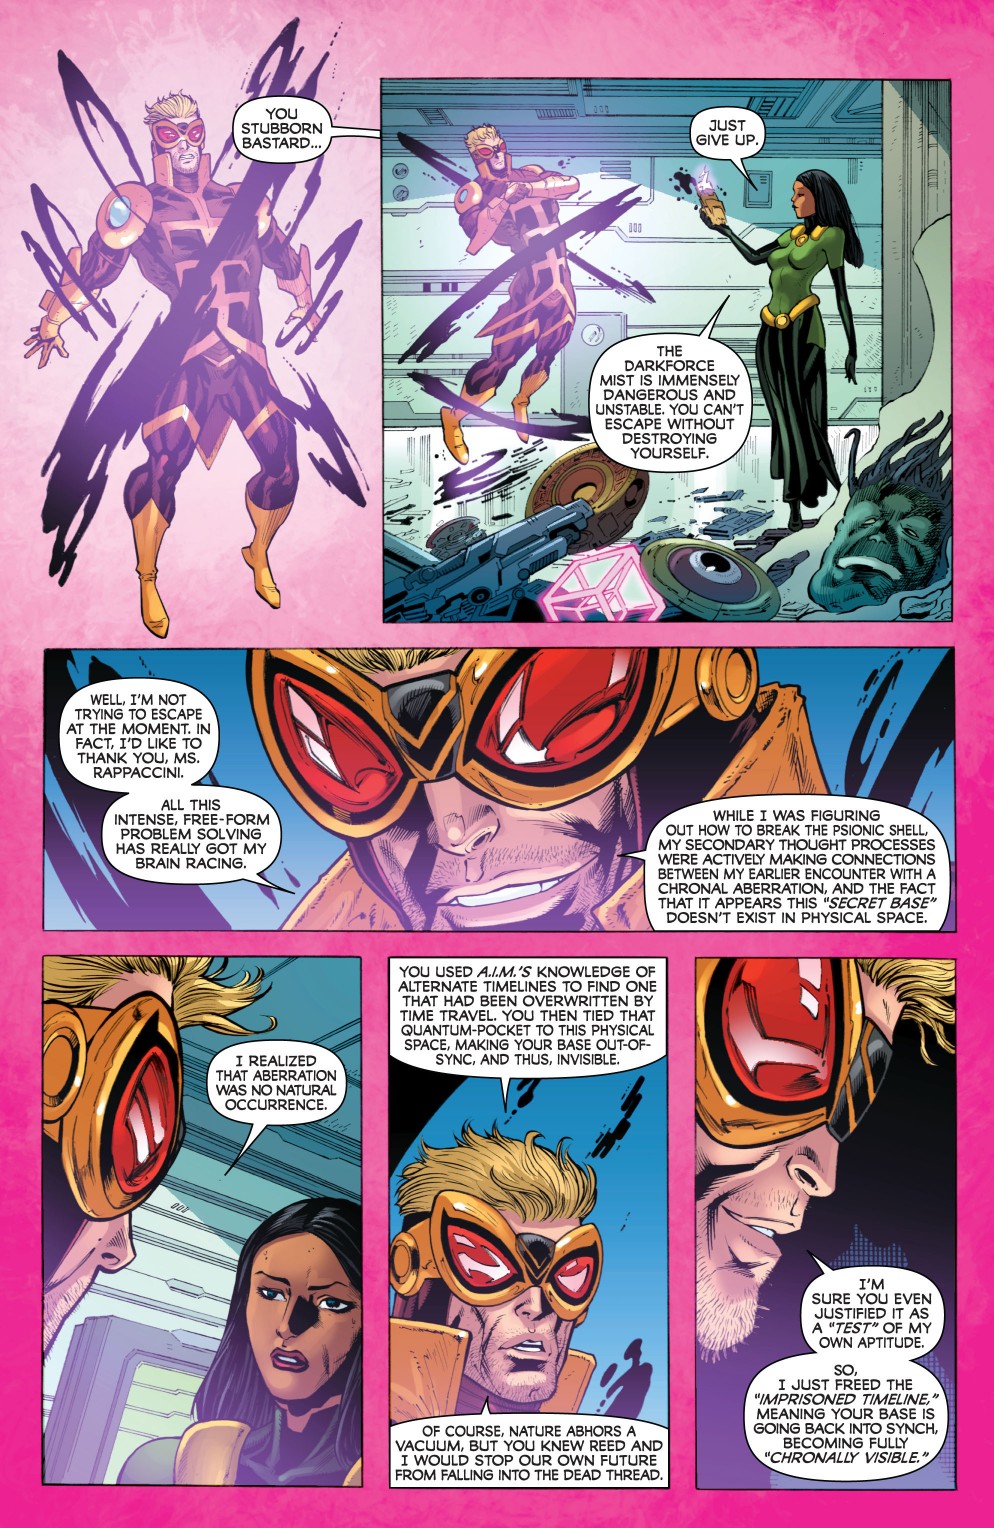 YOU
STUBBORN
BASTARD...
JUST
GIVE UP.
THE
DARKFORCE
MIST IS IMMENSELY
DANGEROUS AND
UNSTABLE. YOU CAN'T
ESCAPE WITHOUT
DESTROYING
YOURSELF.
WELL, I'M NOT
TRYING TO ESCAPE
AT THE MOMENT. IN
FACT, I'D LIKE TO
THANK YOU, MS.
RAPPACCINI.
ALL THIS
INTENSE, FREE-FORM
PROBLEM SOLVING
HAS REALLY GOT MY
BRAIN RACING.
WHILE I WAS FIGURING
OUT HOW TO BREAK THE PSIONIC SHELL,
MY SECONDARY THOUGHT PROCESSES
WERE ACTIVELY MAKING CONNECTIONS
BETWEEN MY EARLIER ENCOUNTER WITH A
CHRONAL ABERRATION, AND THE FACT
THAT IT APPEARS THIS "SECRET BASE"
DOESN'T EXIST IN PHYSICAL SPACE.
I REALIZED
THAT ABERRATION
WAS NO NATURAL
OCCURRENCE.
YOU USED A.I.M.'S KNOWLEDGE OF
ALTERNATE TIMELINES TO FIND ONE
THAT HAD BEEN OVERWRITTEN BY
TIME TRAVEL. YOU THEN TIED THAT
QUANTUM-POCKET TO THIS PHYSICAL
SPACE, MAKING YOUR BASE OUT-OF-
SYNC, AND THUS, INVISIBLE.
OF COURSE, NATURE ABHORS A
VACUUM, BUT YOU KNEW REED AND
I WOULD STOP OUR OWN FUTURE
FROM FALLING INTO THE DEAD THREAD.
I'M
SURE YOU EVEN
JUSTIFIED IT AS
A "TEST" OF MY
OWN APTITUDE.
SO,
I JUST FREED THE
"IMPRISONED TIMELINE,"
MEANING YOUR BASE IS
GOING BACK INTO SYNCH,
BECOMING FULLY
"CHRONALLY VISIBLE."